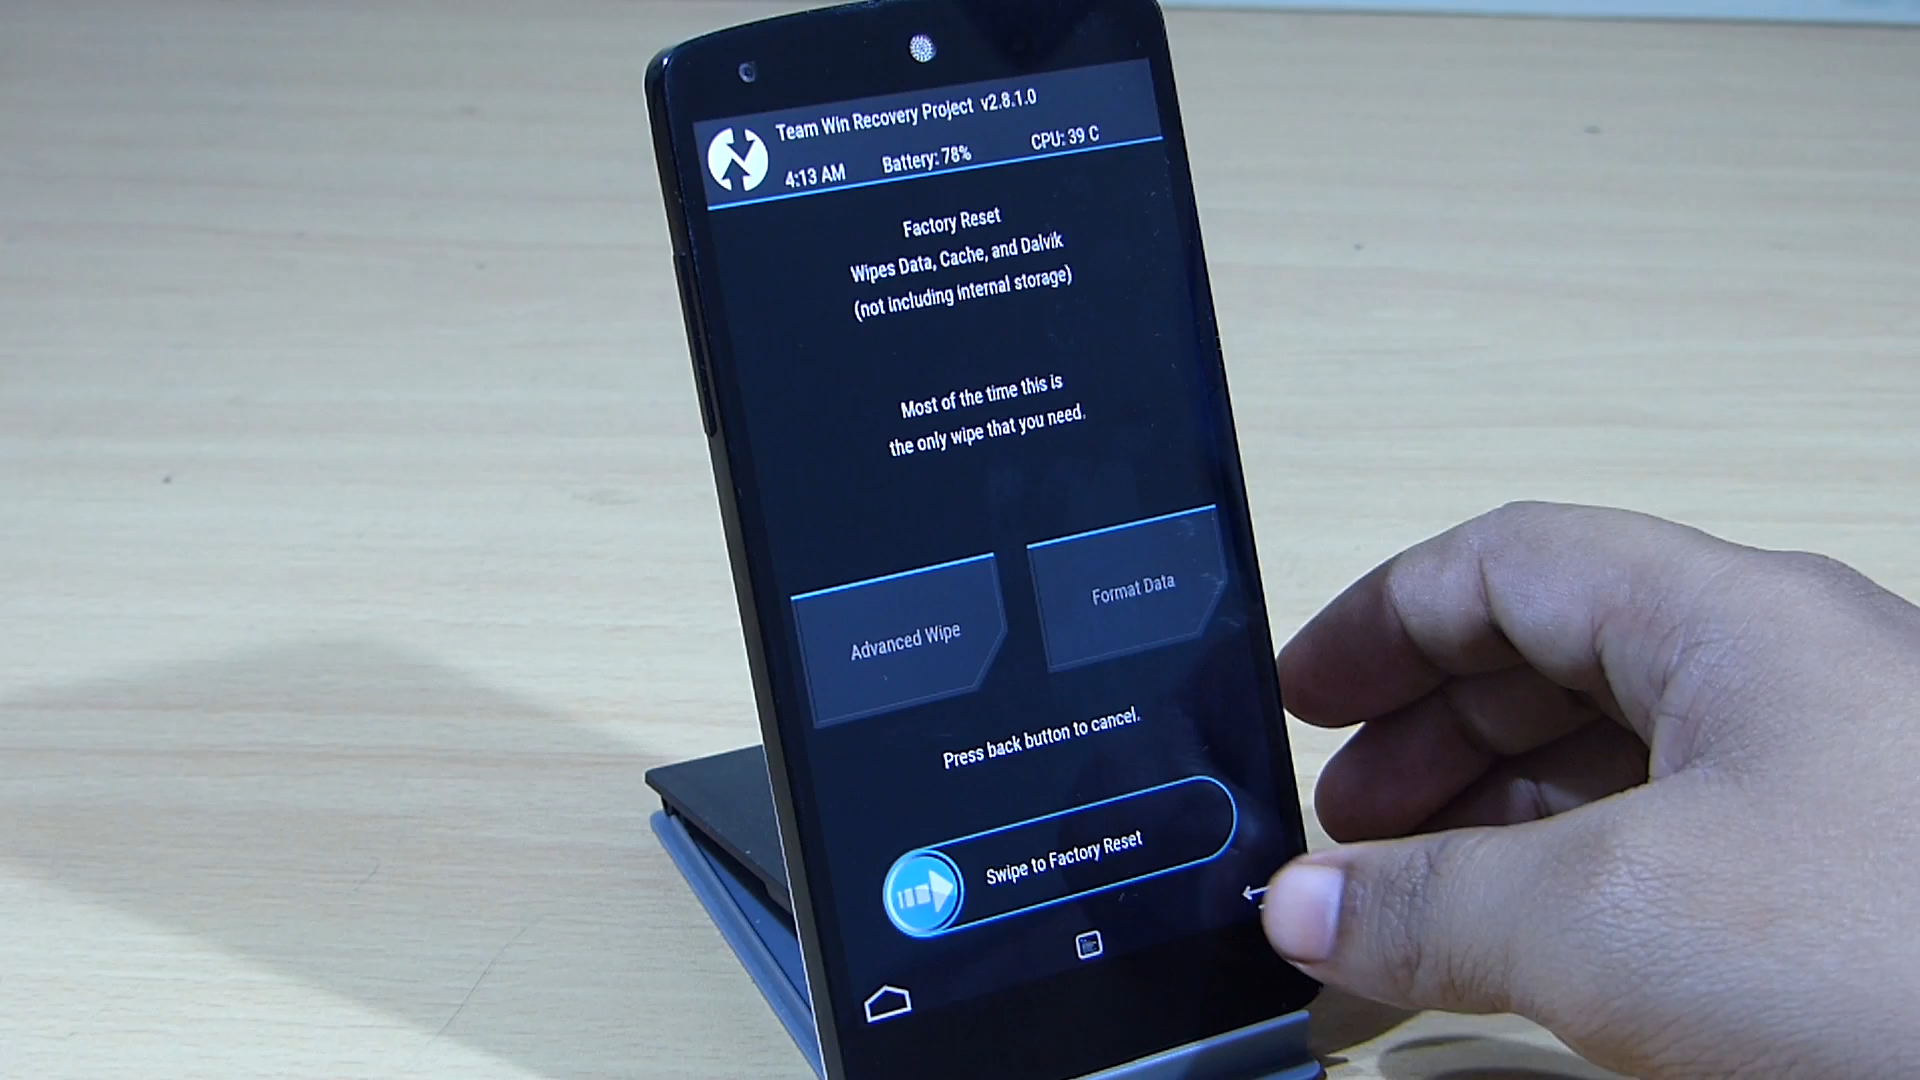 Team Win Recovery Project v2.8.1.0
4:13 AM Battery: 78% CPU: 39 C
Factory Reset
Wipes Data, Cache, and Dalvik
(not including internal storage)
Most of the time this is
the only wipe that you need.
Advanced Wipe
Format Data
Press back button to cancel.
Swipe to Factory Reset